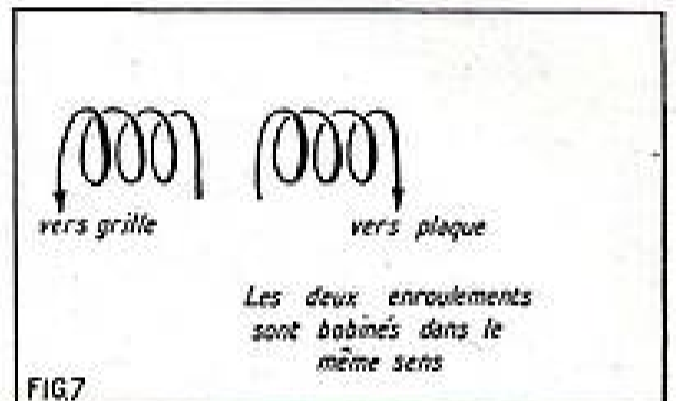 vers grille
vers plaque
Les deux enroulements
sont bobinés dans le
même sens
FIG.7